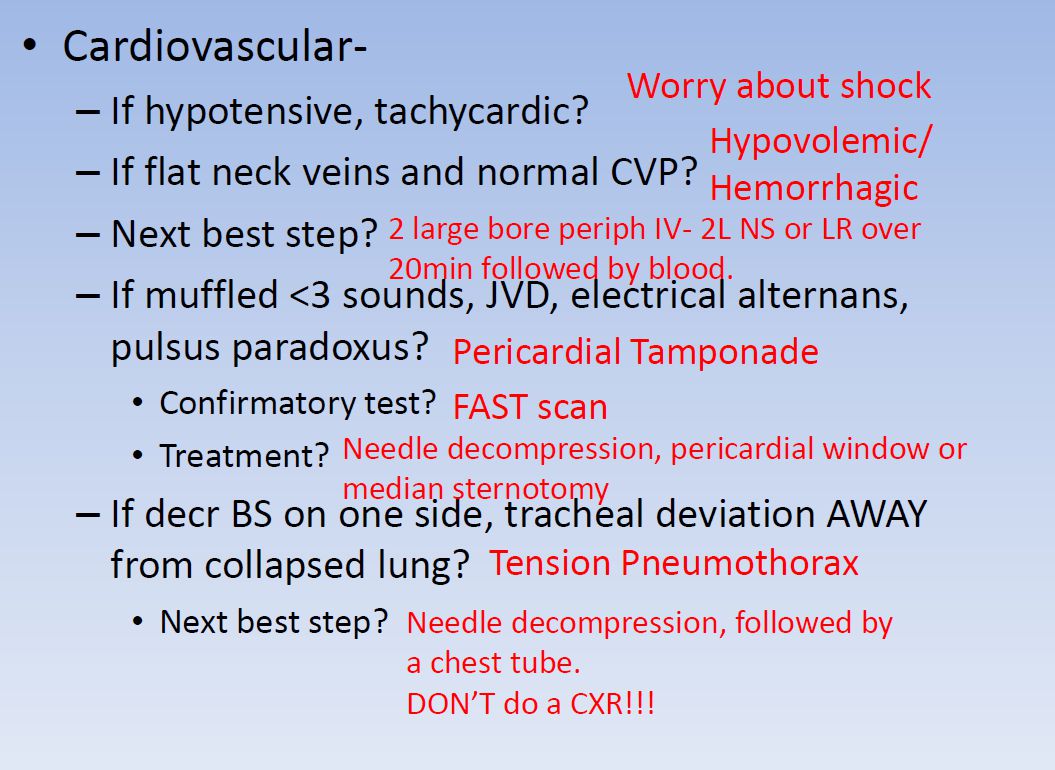 • Cardiovascular-
– If hypotensive, tachycardic? Worry about shock
– If flat neck veins and normal CVP? Hypovolemic/
Hemorrhagic
– Next best step? 2 large bore periph IV- 2L NS or LR over
20min followed by blood.
– If muffled <3 sounds, JVD, electrical alternans,
pulsus paradoxus? Pericardial Tamponade
• Confirmatory test? FAST scan
• Treatment? Needle decompression, pericardial window or
median sternotomy
– If decr BS on one side, tracheal deviation AWAY
from collapsed lung? Tension Pneumothorax
• Next best step? Needle decompression, followed by
a chest tube.
DON’T do a CXR!!!